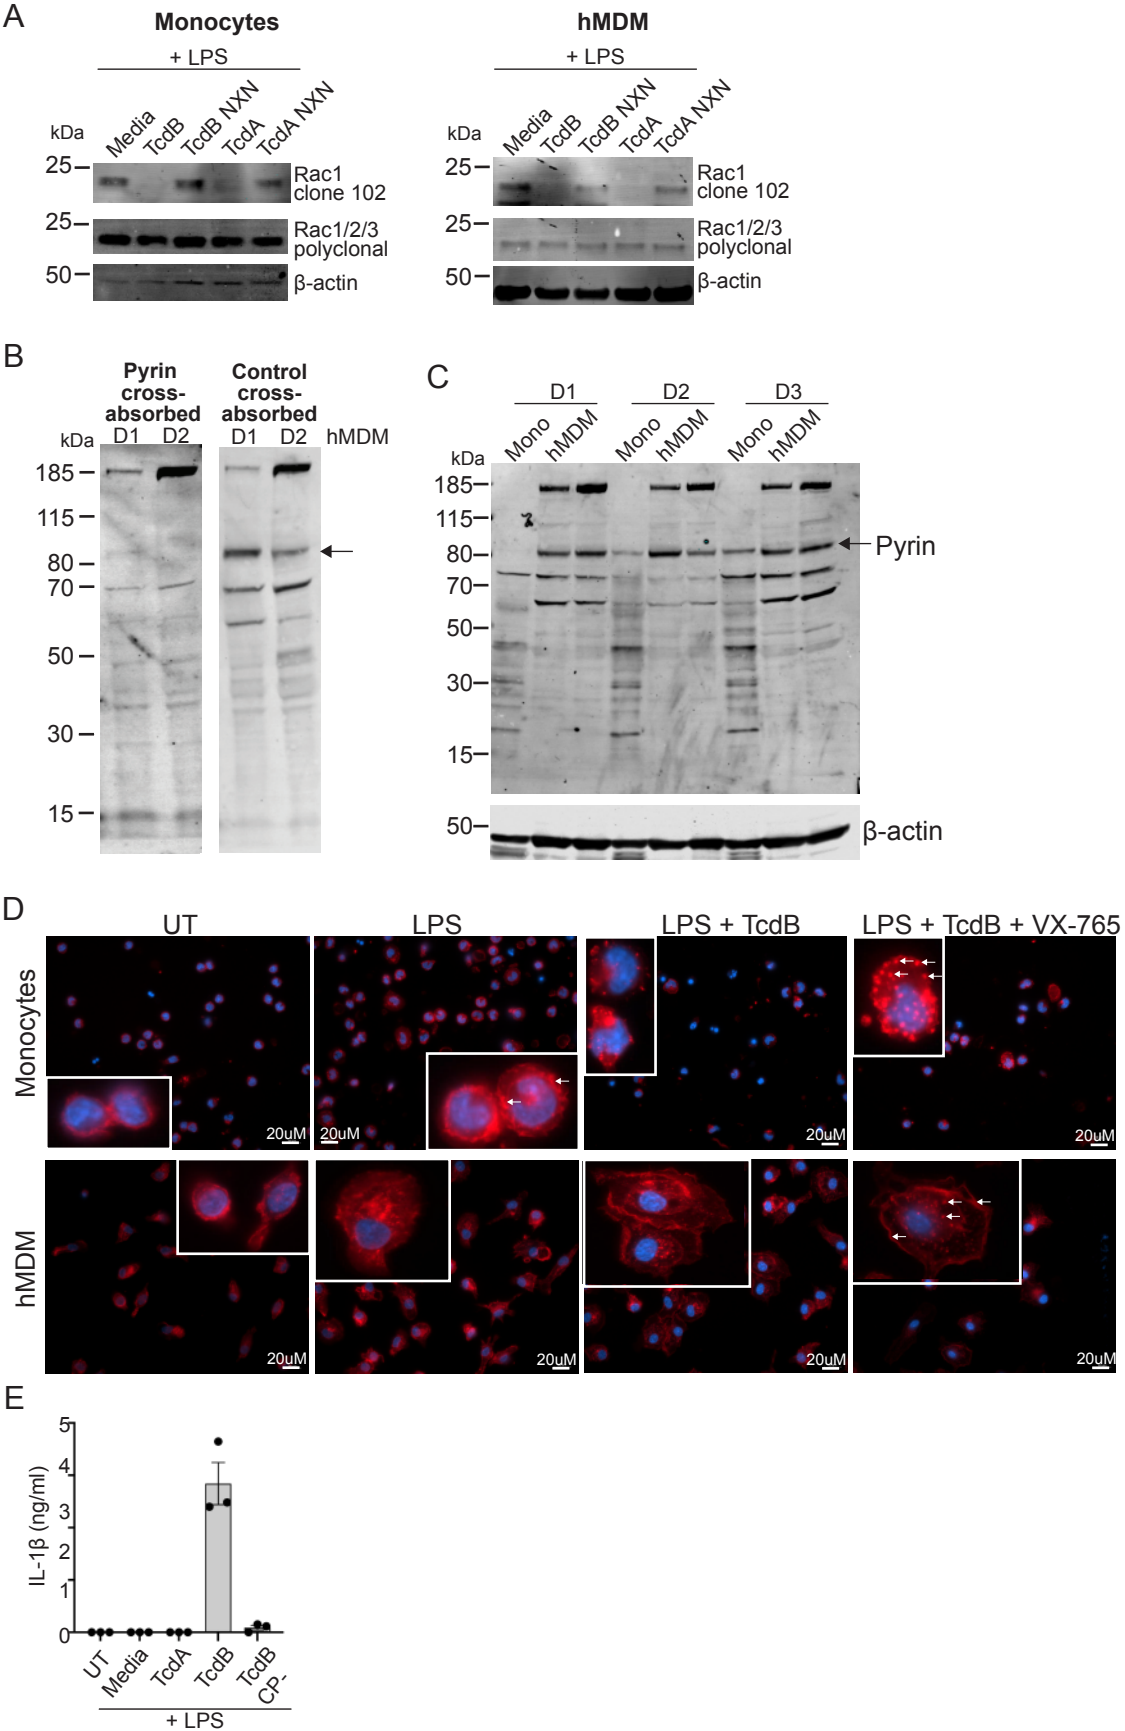 A
Monocytes
hMDM
+ LPS
+ LPS
kDa
Media
TcdB
TcdB NXN
TcdA
TcdA NXN
kDa
Media
TcdB
TcdB NXN
TcdA
TcdA NXN
25
Rac1
clone 102
25
Rac1
clone 102
25
Rac1/2/3
polyclonal
25
Rac1/2/3
polyclonal
50
β-actin
50
β-actin
B
Pyrin
cross-
absorbed
Control
cross-
absorbed
kDa
D1
D2
D1
D2
hMDM
185
115
80
70
50
30
15
C
D1
D2
D3
Mono
hMDM
Mono
hMDM
Mono
hMDM
kDa
185
115
80
Pyrin
70
50
30
15
50
β-actin
D
UT
LPS
LPS + TcdB
LPS + TcdB + VX-765
Monocytes
20uM
20uM
20uM
20uM
hMDM
20uM
20uM
20uM
20uM
E
IL-1β (ng/ml)
5
4
3
2
1
0
UT
Media
TcdA
TcdB
TcdB
CP-
+ LPS